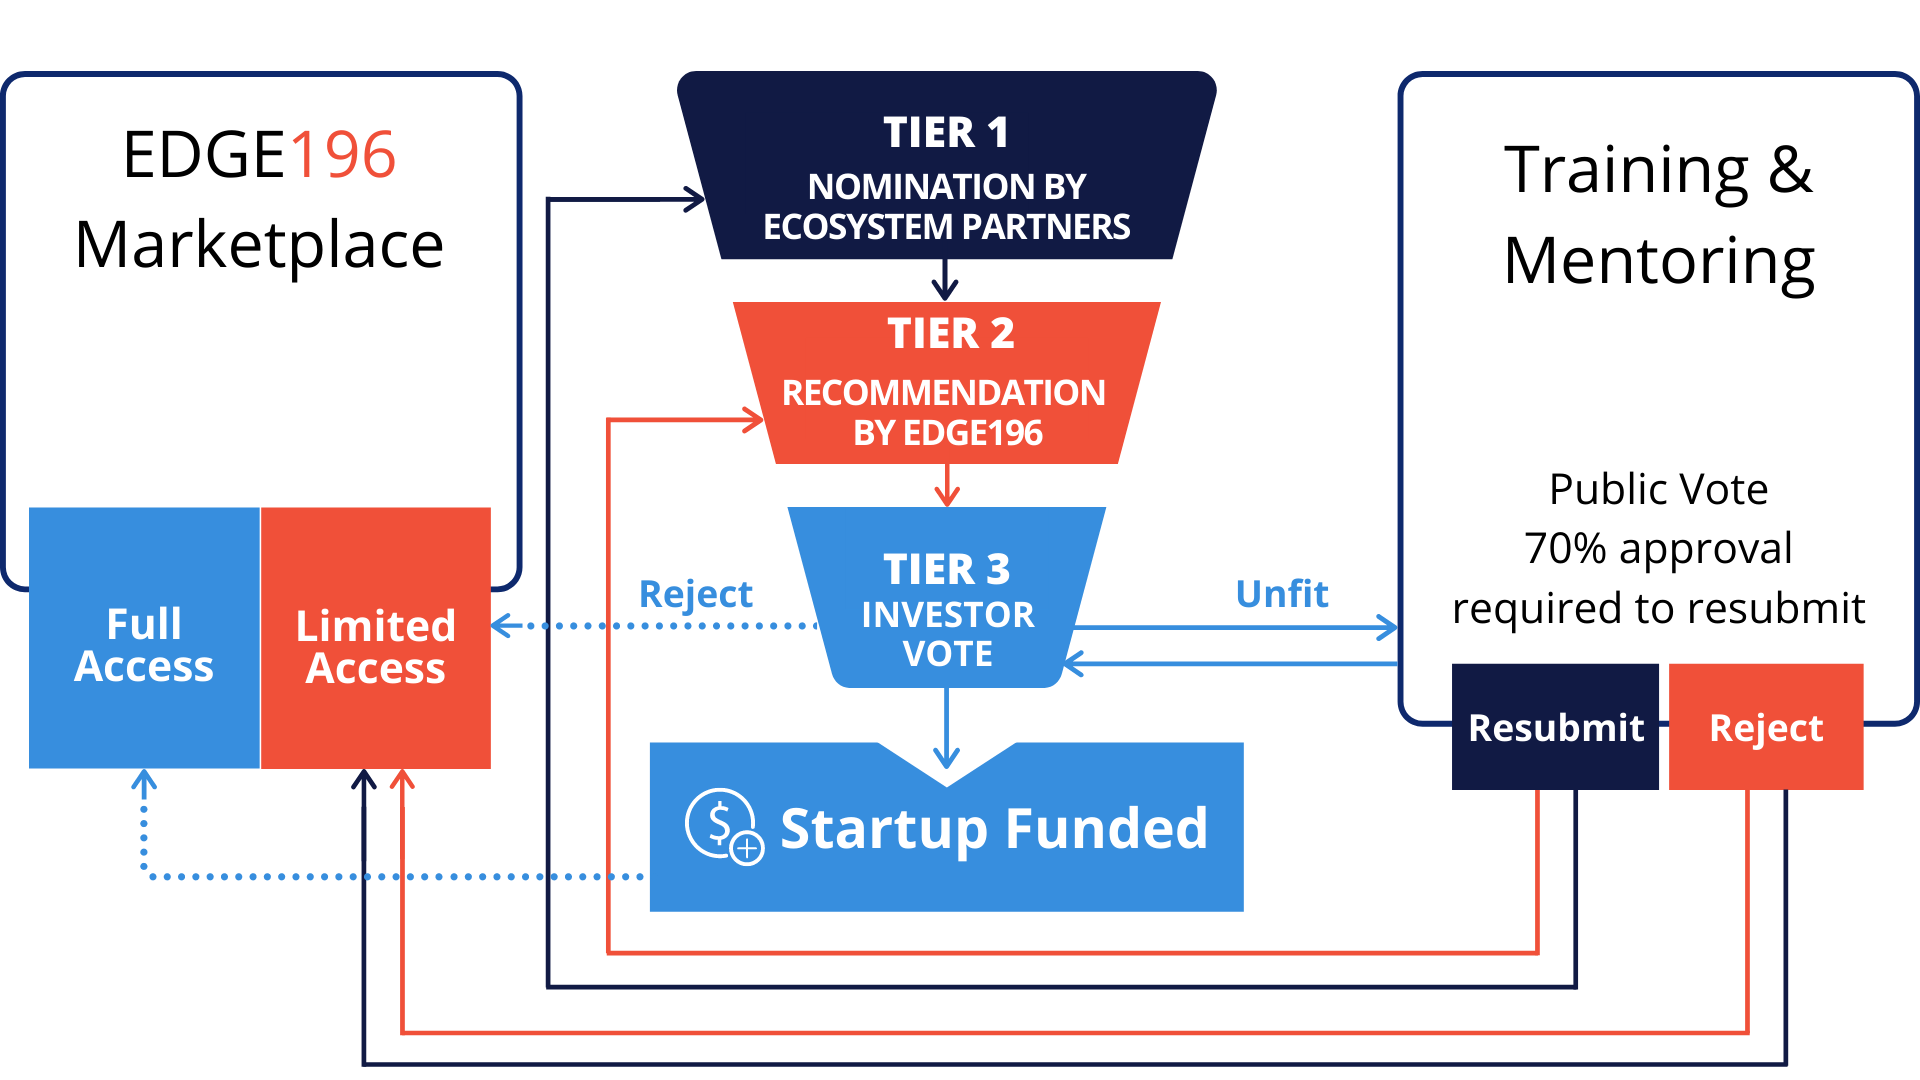 EDGE196
Marketplace
Full
Access
Limited
Access
TIER 1
NOMINATION BY
ECOSYSTEM PARTNERS
TIER 2
RECOMMENDATION
BY EDGE196
TIER 3
INVESTOR
VOTE
Reject
Unfit
$
Startup Funded
Training &
Mentoring
Public Vote
70% approval
required to resubmit
Resubmit
Reject